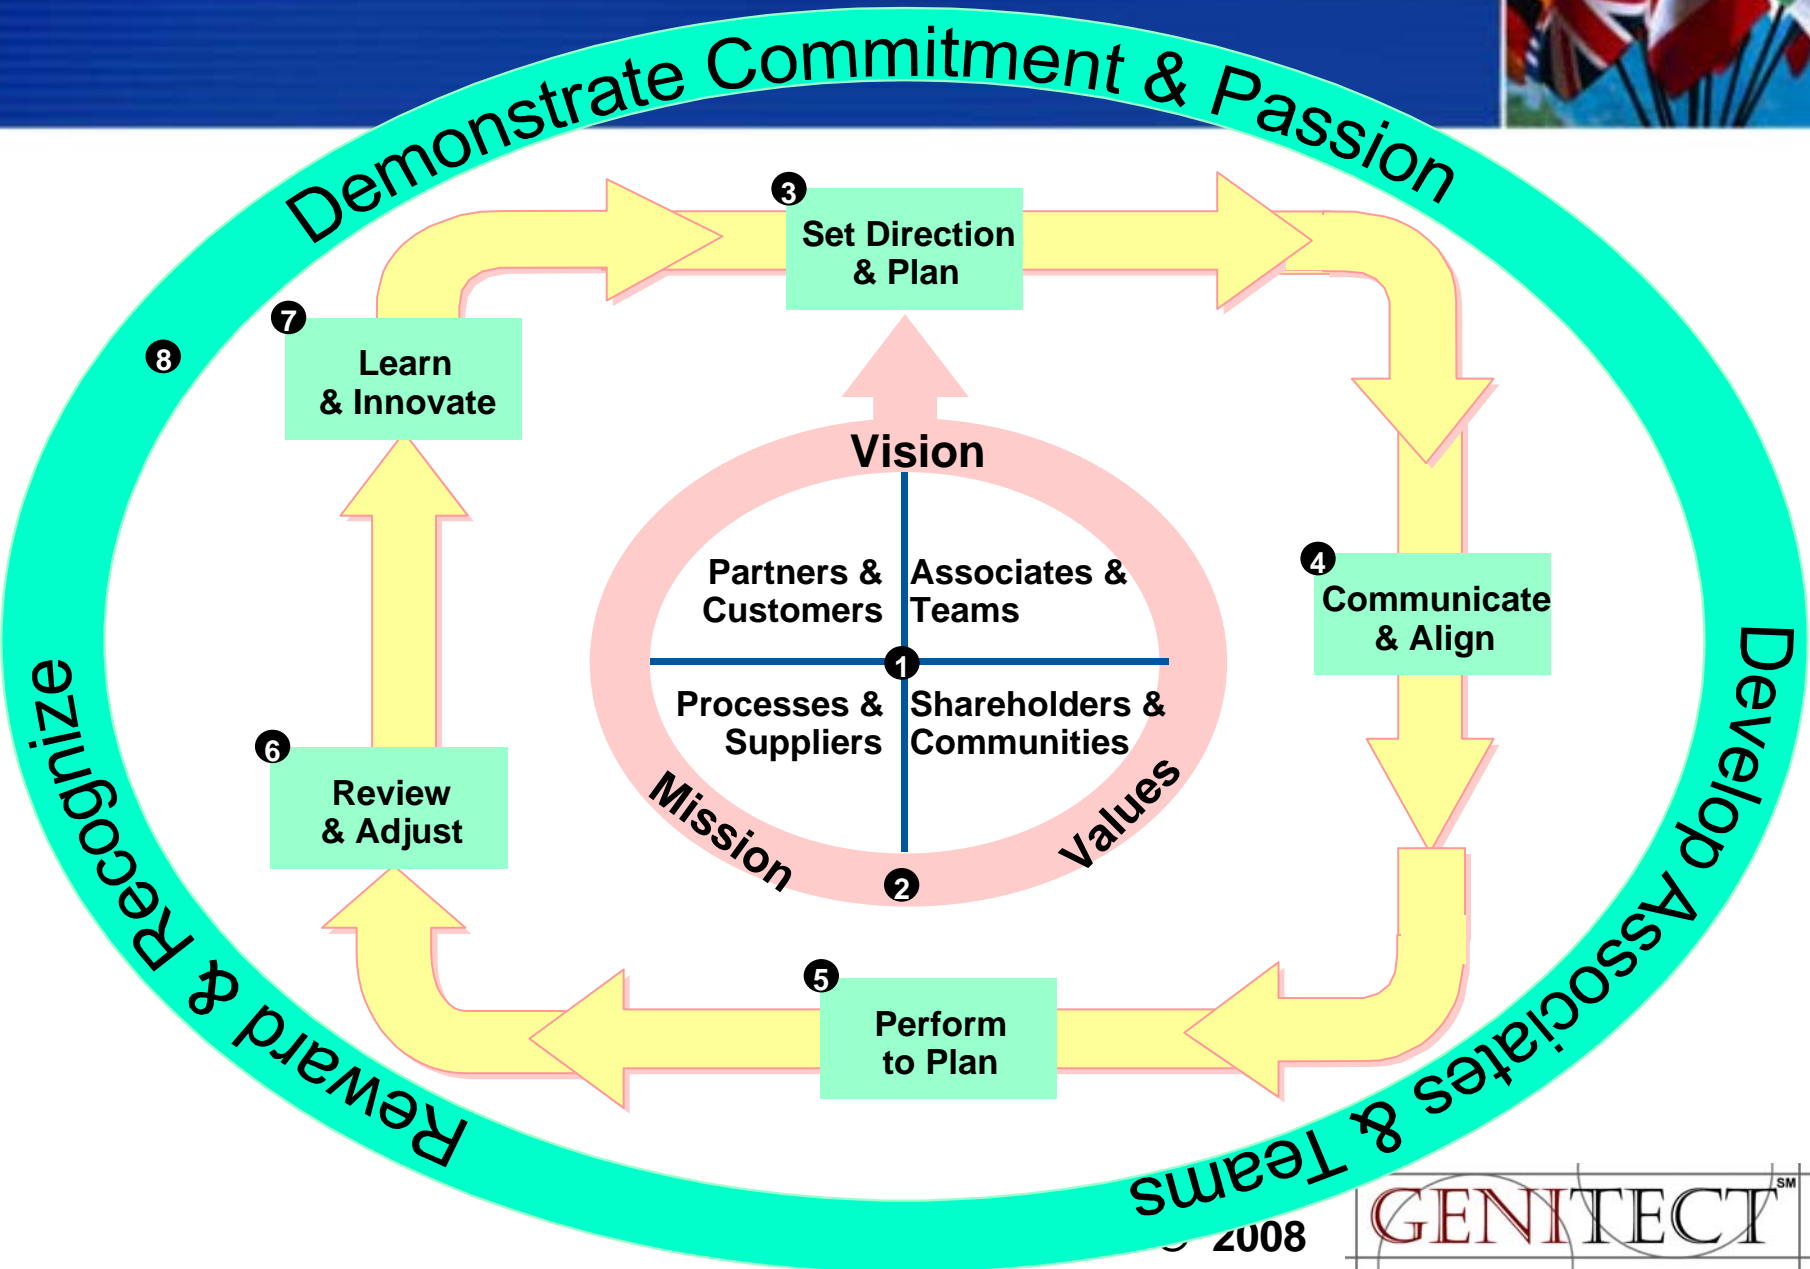 Demonstrate Commitment & Passion
3
Set Direction
& Plan
7
Learn
& Innovate
8
Vision
Partners &
Customers
Associates &
Teams
4
Communicate
& Align
1
Processes &
Suppliers
Shareholders &
Communities
6
Review
& Adjust
Mission
Values
2
5
Perform
to Plan
Develop Associates & Teams
Reward & Recognize
© 2008
GENITECT SM